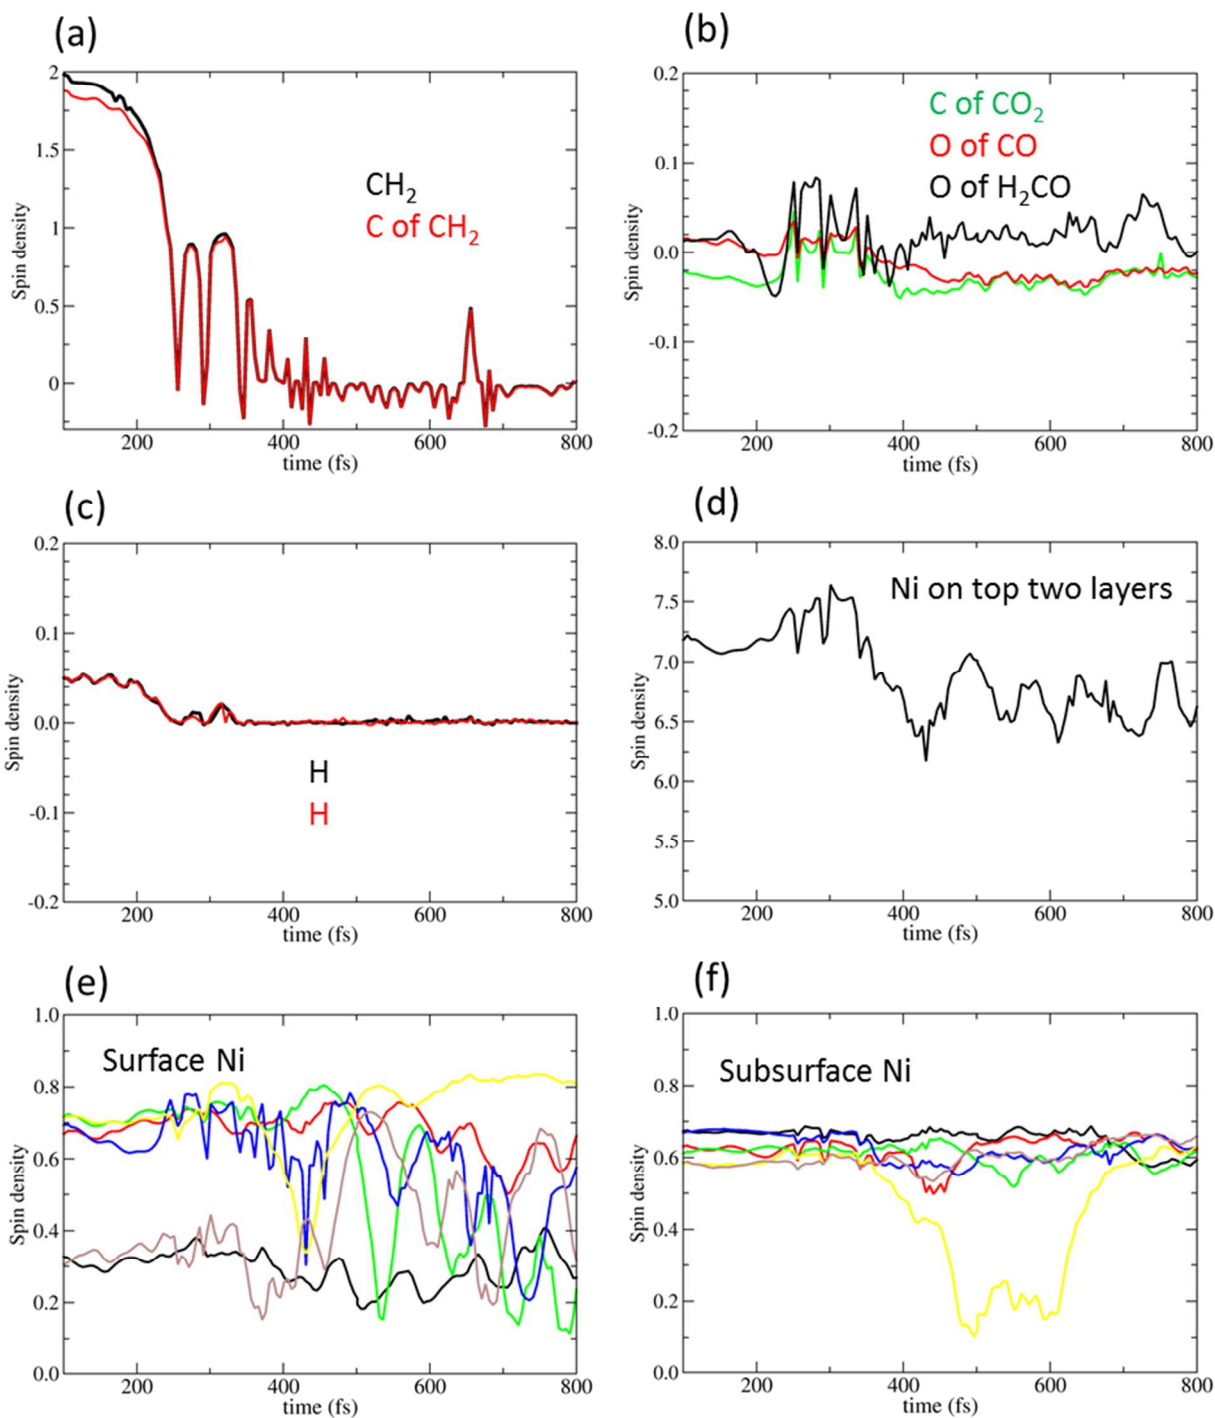 (a)
2
1.5
1
0.5
0
Spin density
CH₂
C of CH₂
200 400 600 800
time (fs)
(b)
0.2
0.1
0.0
-0.1
-0.2
Spin density
C of CO₂
O of CO
O of H₂CO
200 400 600 800
time (fs)
(c)
0.2
0.1
0.0
-0.1
-0.2
Spin density
H
H
200 400 600 800
time (fs)
(d)
8.0
7.5
7.0
6.5
6.0
5.5
5.0
Spin density
Ni on top two layers
200 400 600 800
time (fs)
(e)
1.0
0.8
0.6
0.4
0.2
0.0
Spin density
Surface Ni
200 400 600 800
time (fs)
(f)
1.0
0.8
0.6
0.4
0.2
0.0
Spin density
Subsurface Ni
200 400 600 800
time (fs)